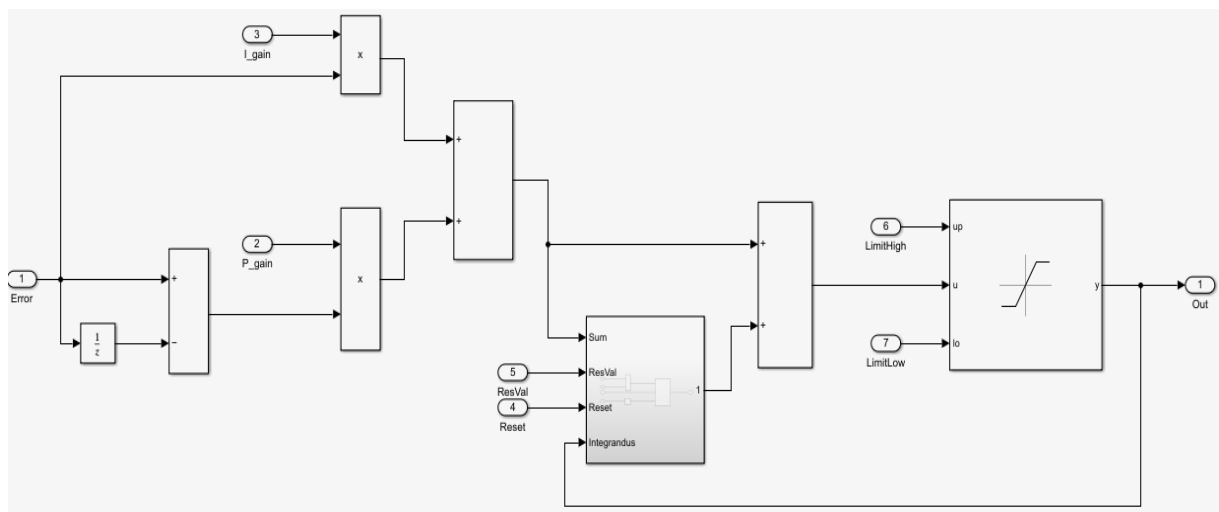 3
I_gain
x
+
+
2
P_gain
x
1
Error
+
−
1
z
+
+
6
LimitHigh
7
LimitLow
up
u
lo
y
1
Out
5
ResVal
4
Reset
Sum
ResVal
Reset
Integrandus
1